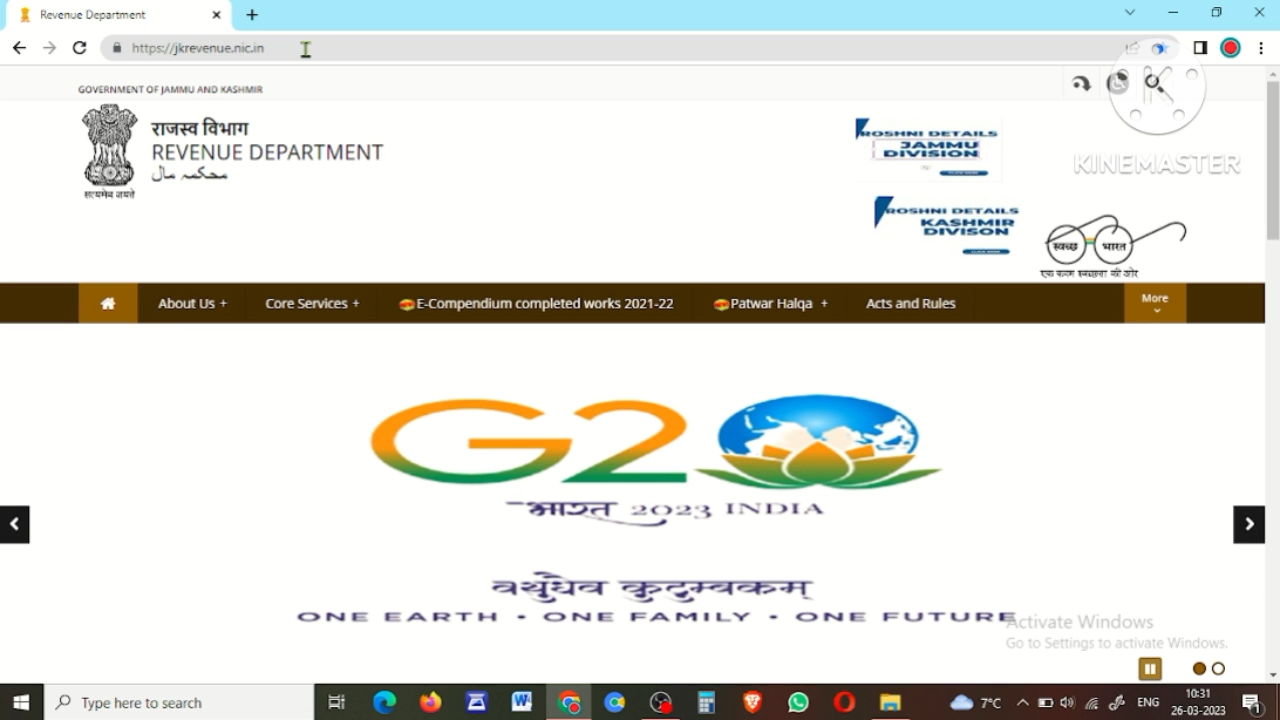 Revenue Department
https://jkrevenue.nic.in
GOVERNMENT OF JAMMU AND KASHMIR
राजस्व विभाग
REVENUE DEPARTMENT
محکمہ مال
सत्यमेव जयते
ROSHNI DETAILS
JAMMU
DIVISION
KINEMASTER
ROSHNI DETAILS
KASHMIR
DIVISON
स्वच्छ भारत
एक कदम स्वच्छता की ओर
About Us +
Core Services +
E-Compendium completed works 2021-22
Patwar Halqa +
Acts and Rules
More
G20
भारत 2023 INDIA
वसुधैव कुटुम्बकम्
ONE EARTH • ONE FAMILY • ONE FUTURE
Activate Windows
Go to Settings to activate Windows.
Type here to search
7°C
ENG
10:31
26-03-2023